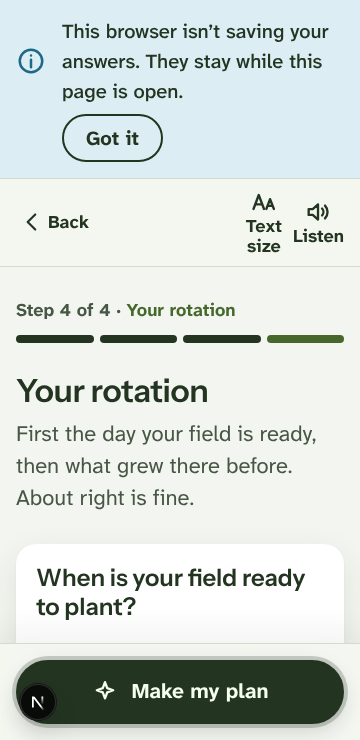 This browser isn’t saving your
answers. They stay while this
page is open.
Got it
Back
Text
size
Listen
Step 4 of 4 · Your rotation
Your rotation
First the day your field is ready,
then what grew there before.
About right is fine.
When is your field ready
to plant?
Make my plan
N